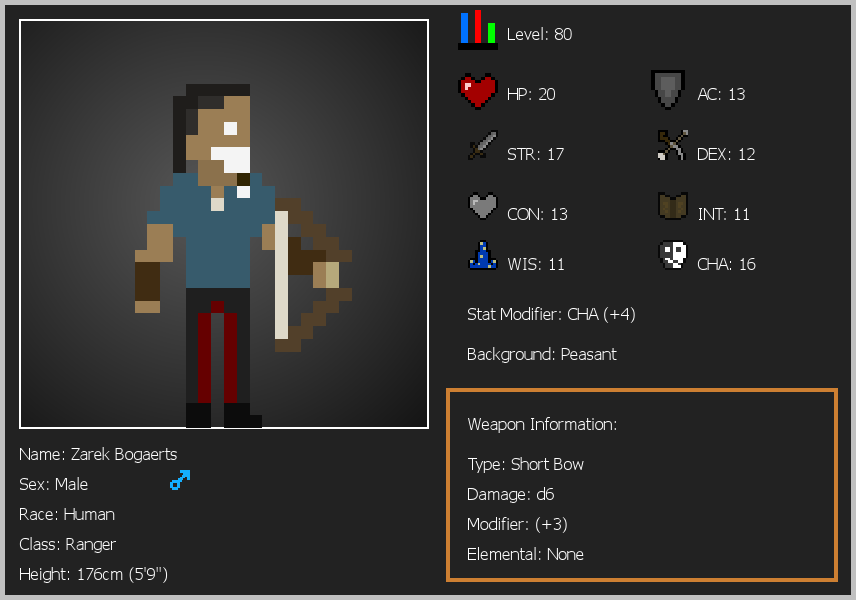 Level: 80
HP: 20
AC: 13
STR: 17
DEX: 12
CON: 13
INT: 11
WIS: 11
CHA: 16
Stat Modifier: CHA (+4)
Background: Peasant
Weapon Information:
Type: Short Bow
Damage: d6
Modifier: (+3)
Elemental: None
Name: Zarek Bogaerts
Sex: Male
Race: Human
Class: Ranger
Height: 176cm (5'9")